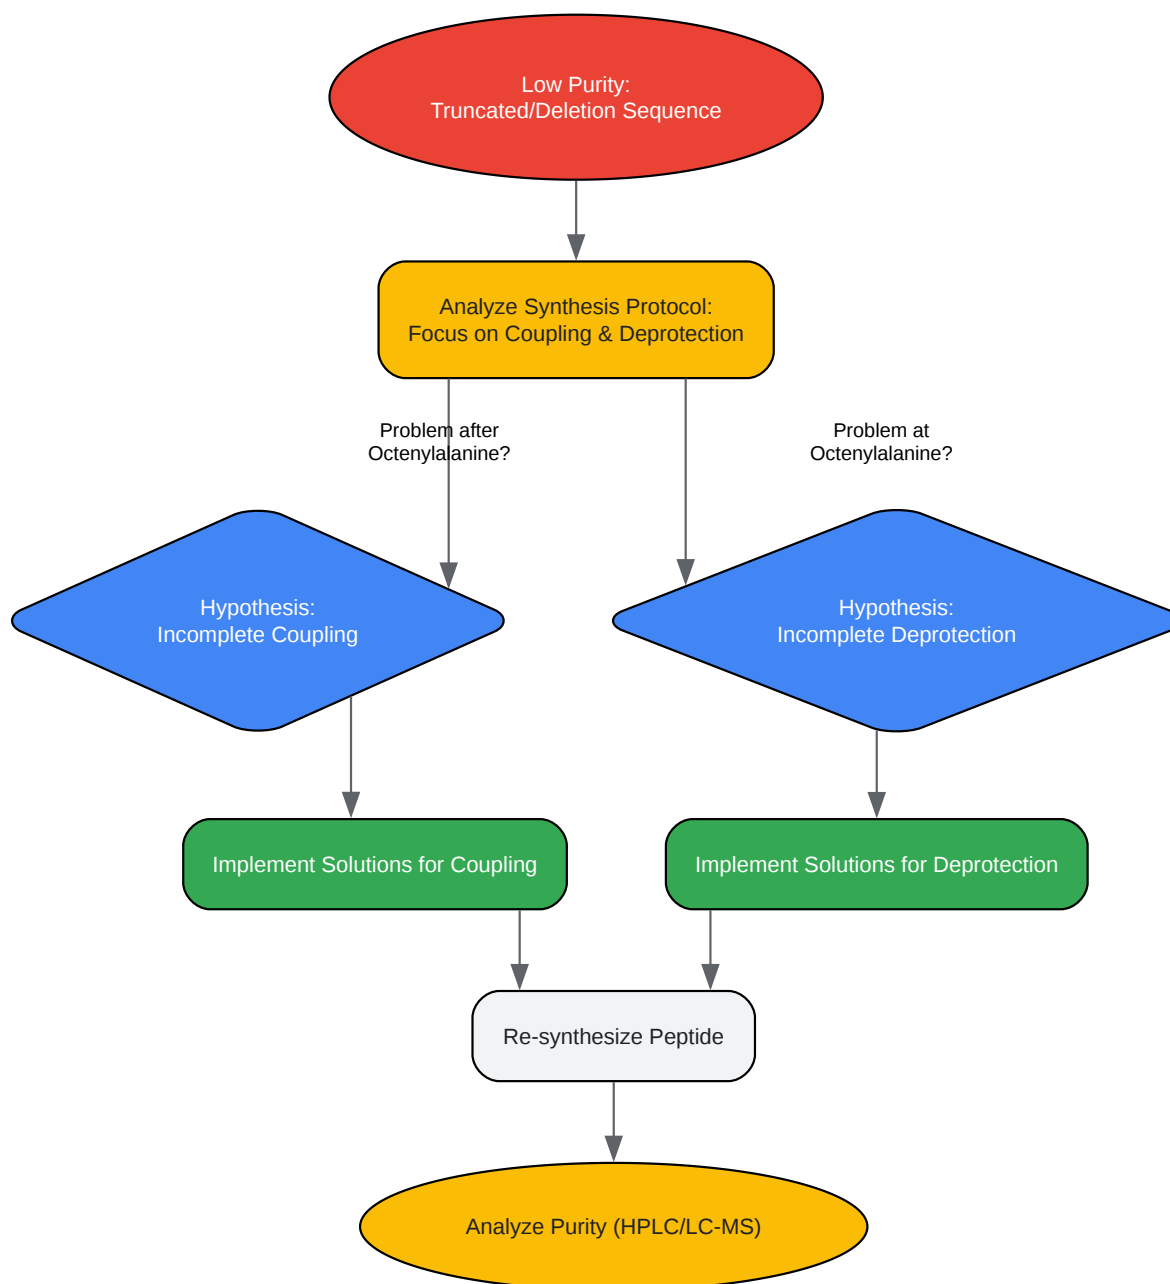 Low Purity:
Truncated/Deletion Sequence
Analyze Synthesis Protocol:
Focus on Coupling & Deprotection
Problem after
Octenylalanine?
Problem at
Octenylalanine?
Hypothesis:
Incomplete Coupling
Hypothesis:
Incomplete Deprotection
Implement Solutions for Coupling
Implement Solutions for Deprotection
Re-synthesize Peptide
Analyze Purity (HPLC/LC-MS)